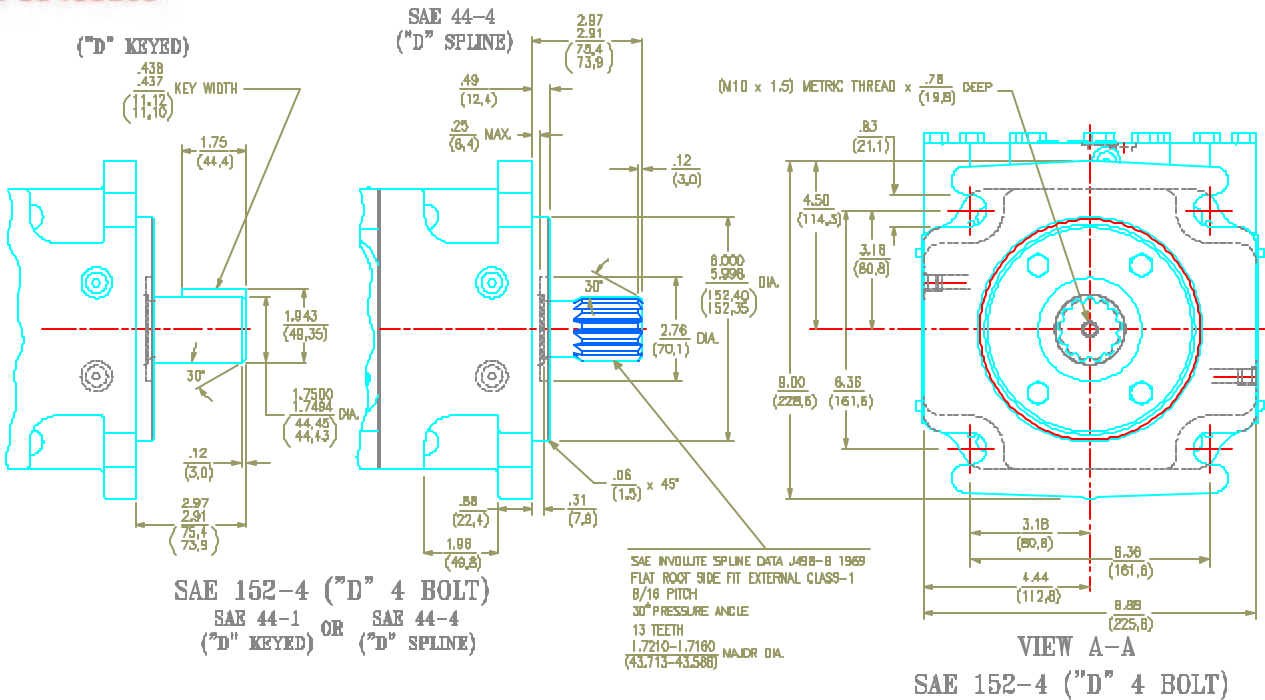 ("D" KEYED)
.438
.437
(11.12
11.10)
KEY WIDTH
1.75
(44,4)
1.943
(49,35)
30°
1.7500
1.7494 DIA.
(44,45
44,43)
.12
(3,0)
2.97
2.91
(75,4
73,9)
SAE 44-4
("D" SPLINE)
2.97
2.91
(75,4
73,9)
.49
(12,4)
.25 MAX.
(6,4)
.12
(3,0)
30°
30°
6.000
5.998 DIA.
(152,40)
(152,35)
2.76 DIA.
(70,1)
.06 x 45°
(1,5)
.88
(22,4)
.31
(7,9)
1.96
(49,8)
SAE INVOLUTE SPLINE DATA J498-B 1969
FLAT ROOT SIDE FIT EXTERNAL CLASS-1
8/16 PITCH
30° PRESSURE ANGLE
13 TEETH
1.7210-1.7160 MAJOR DIA.
(43.713-43.586)
SAE 152-4 ("D" 4 BOLT)
SAE 44-1 OR SAE 44-4
("D" KEYED) ("D" SPLINE)
(M10 x 1.5) METRIC THREAD x .78 DEEP
(19,8)
.83
(21,1)
4.50
(114,3)
3.18
(80,8)
9.00
(228,6)
6.36
(161,6)
3.18
(80,8)
6.36
(161,6)
4.44
(112,8)
8.88
(225,6)
VIEW A-A
SAE 152-4 ("D" 4 BOLT)